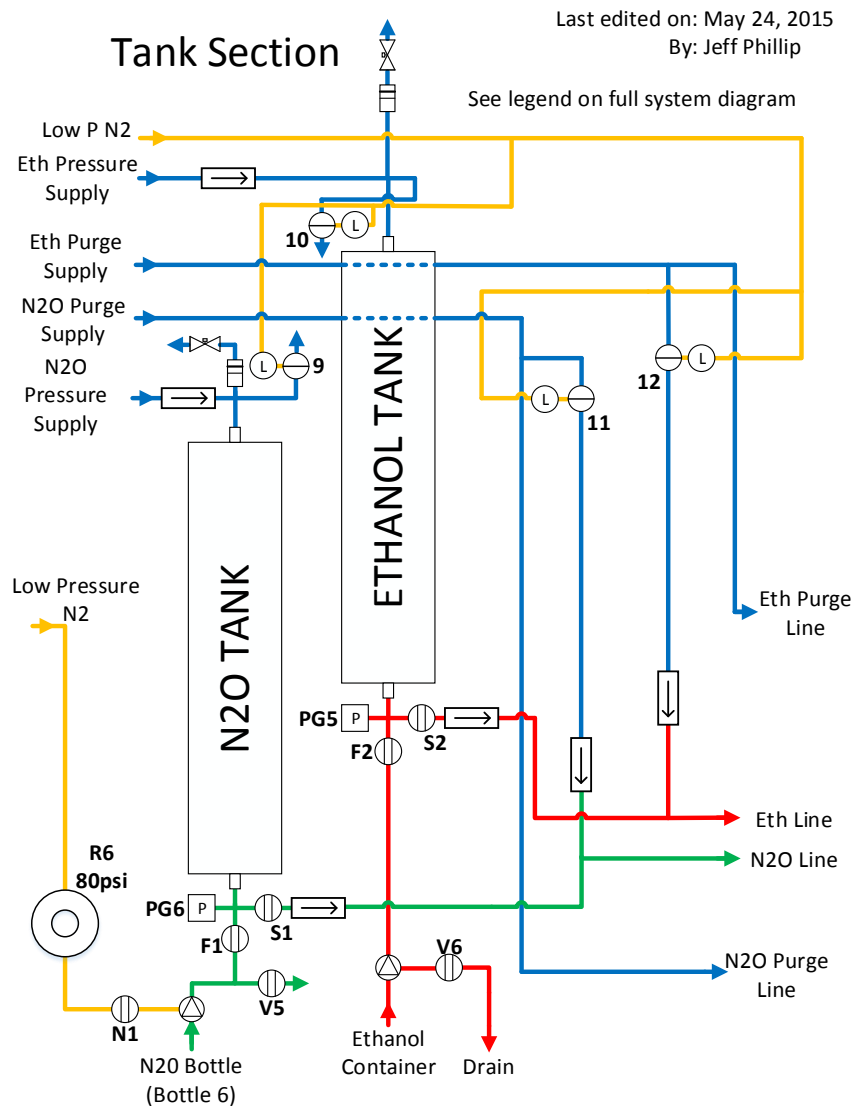 Last edited on: May 24, 2015
By: Jeff Phillip
Tank Section
See legend on full system diagram
Low P N2
Eth Pressure
Supply
L
10
Eth Purge
Supply
N2O Purge
Supply
N2O
Pressure
Supply
L
9
L
12
L
11
ETHANOL TANK
N2O TANK
Low Pressure
N2
Eth Purge
Line
PG5
P
S2
F2
Eth Line
N2O Line
R6
80psi
PG6
P
S1
F1
V6
V5
N1
N2O Purge
Line
N20 Bottle
(Bottle 6)
Ethanol
Container
Drain